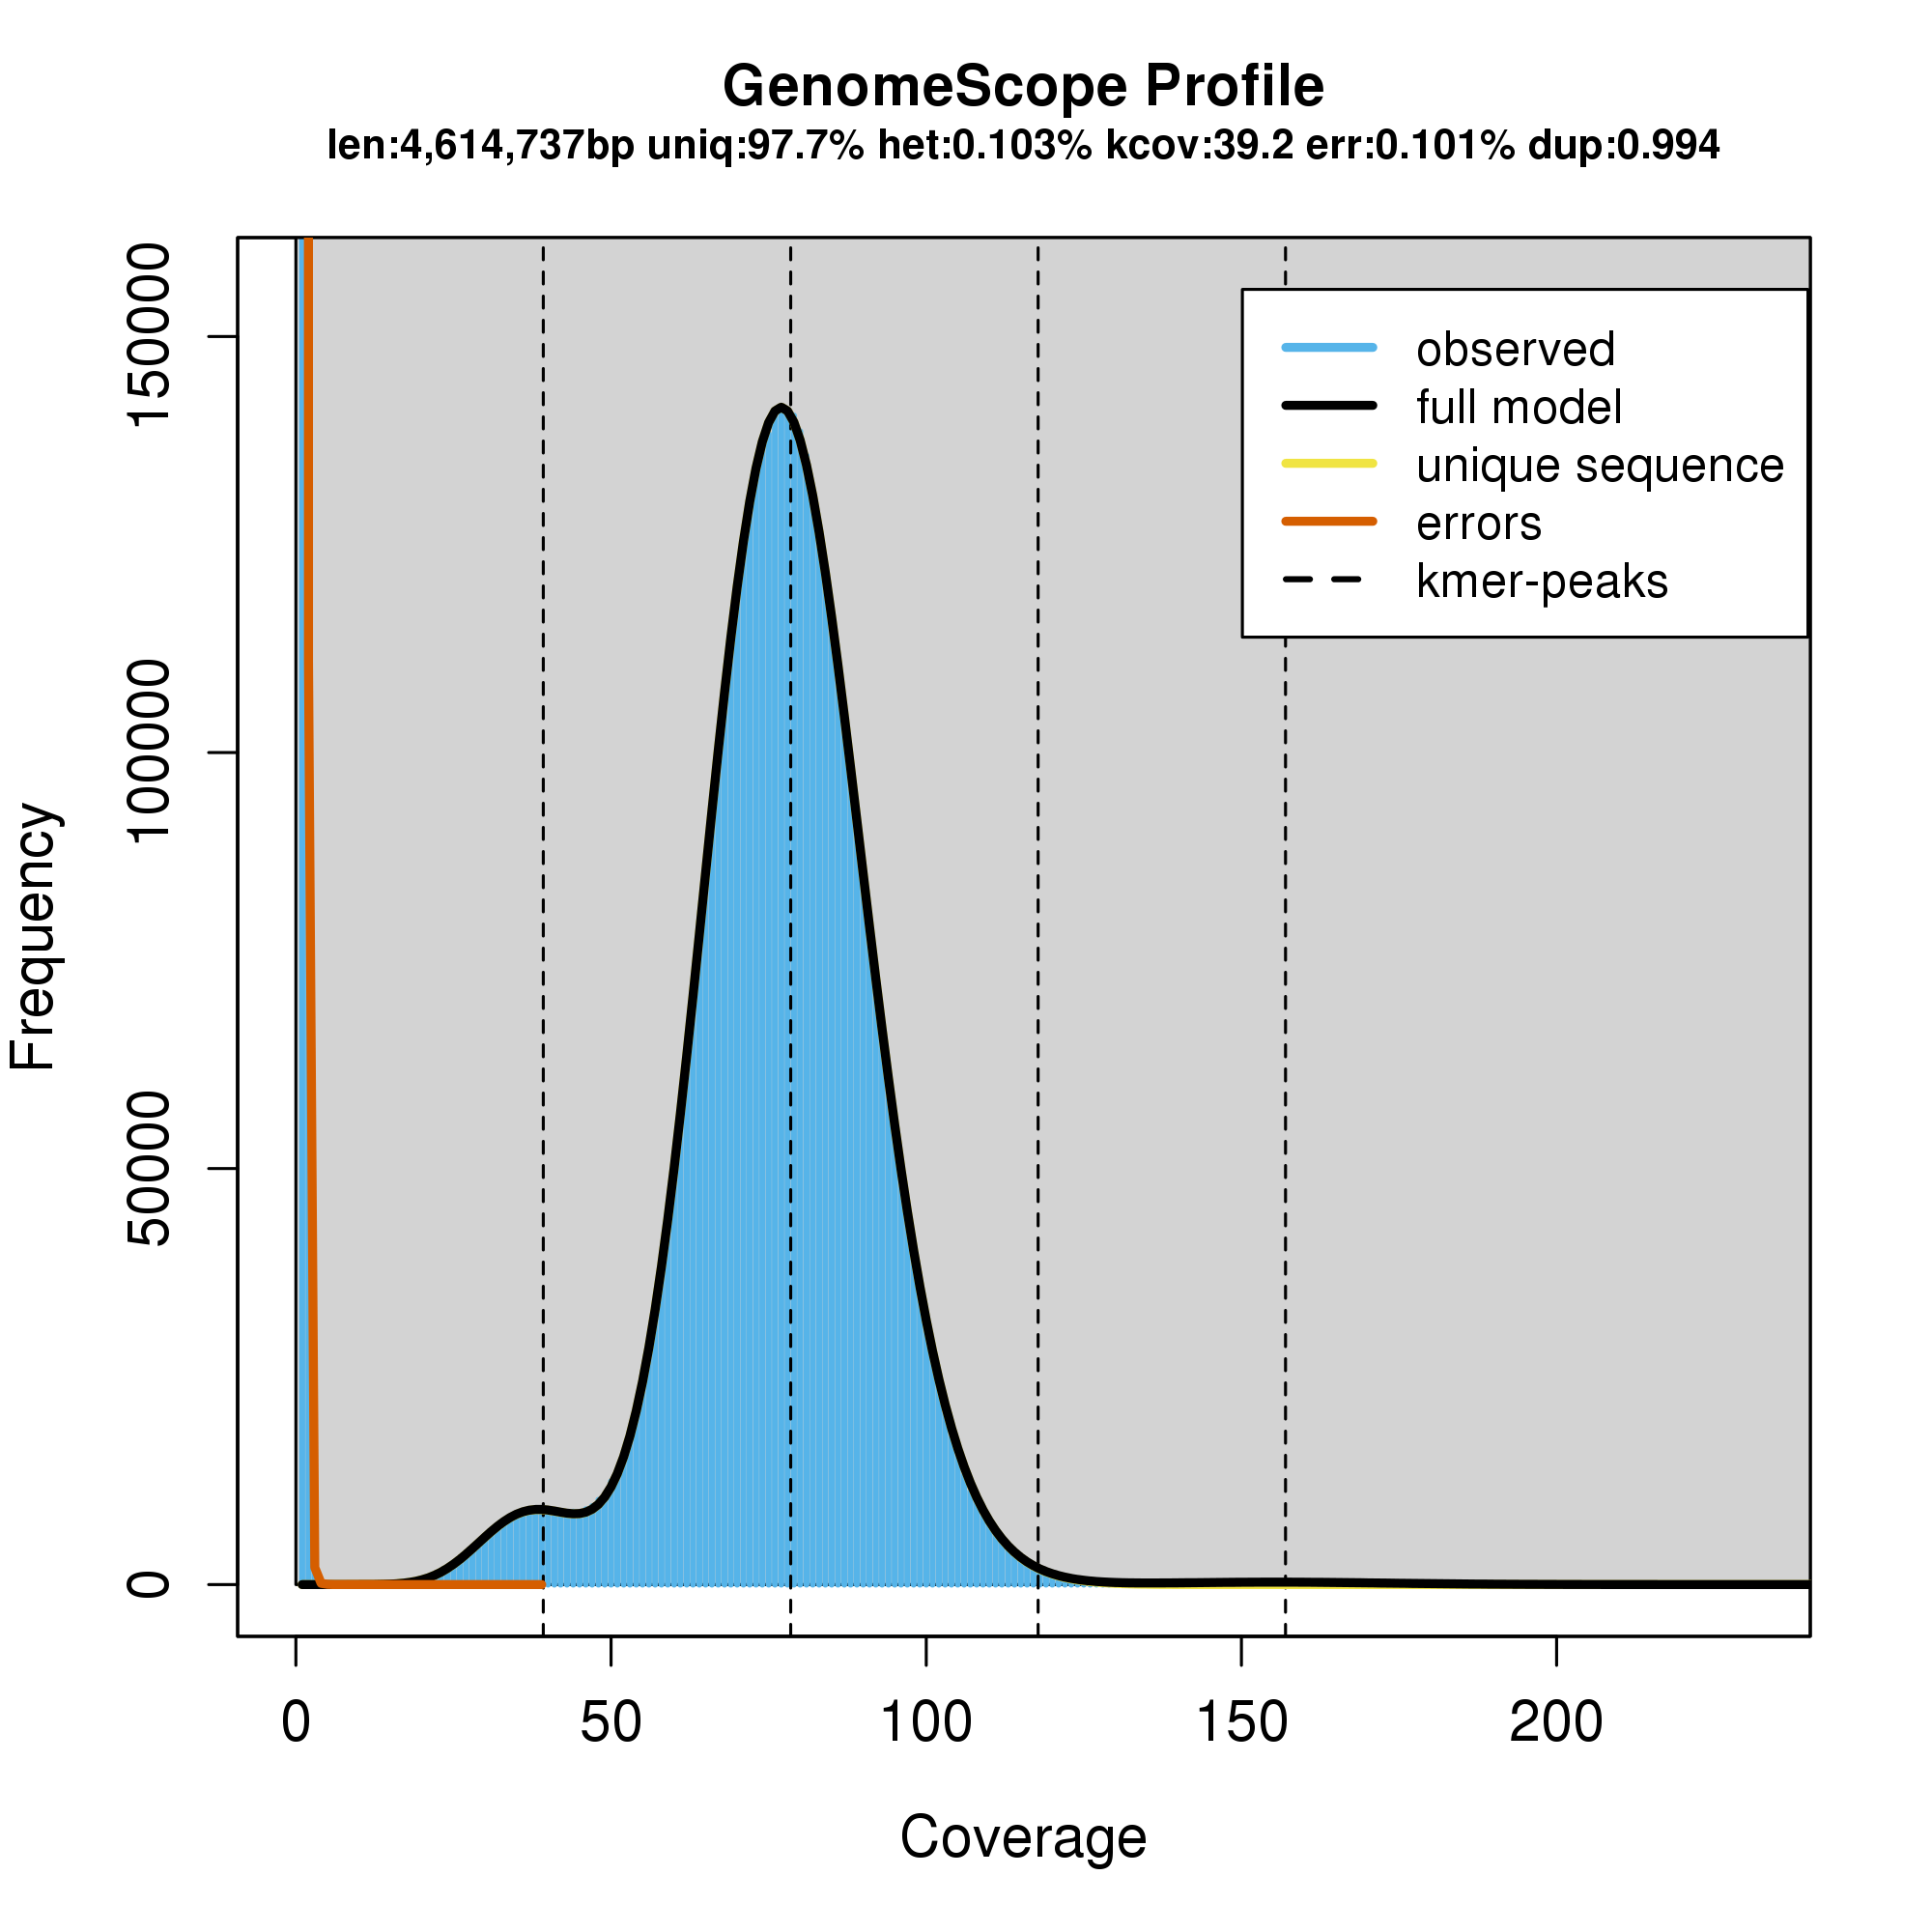 GenomeScope Profile
len:4,614,737bp uniq:97.7% het:0.103% kcov:39.2 err:0.101% dup:0.994
observed
full model
unique sequence
errors
kmer-peaks
Frequency
150000
100000
50000
0
0 50 100 150 200
Coverage